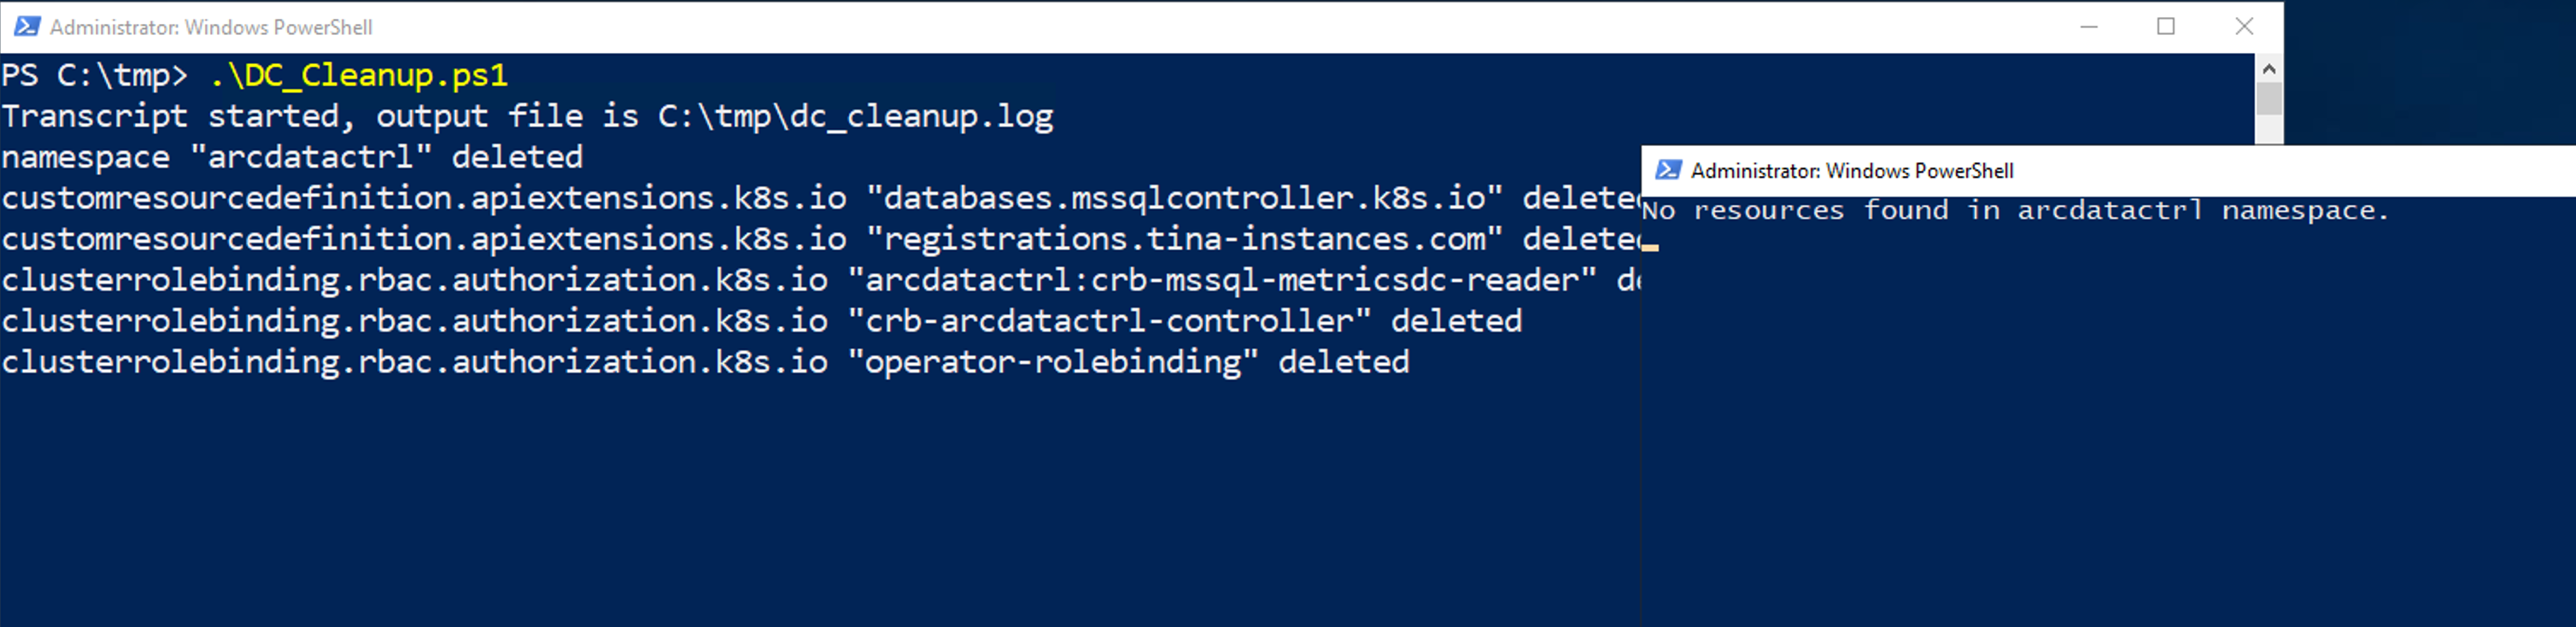 Administrator: Windows PowerShell
PS C:\tmp> .\DC_Cleanup.ps1
Transcript started, output file is C:\tmp\dc_cleanup.log
namespace "arcdatactrl" deleted
customresourcedefinition.apiextensions.k8s.io "databases.mssqlcontroller.k8s.io" deleted
customresourcedefinition.apiextensions.k8s.io "registrations.tina-instances.com" deleted
clusterrolebinding.rbac.authorization.k8s.io "arcdatactrl:crb-mssql-metricsdc-reader" de
clusterrolebinding.rbac.authorization.k8s.io "crb-arcdatactrl-controller" deleted
clusterrolebinding.rbac.authorization.k8s.io "operator-rolebinding" deleted
Administrator: Windows PowerShell
No resources found in arcdatactrl namespace.